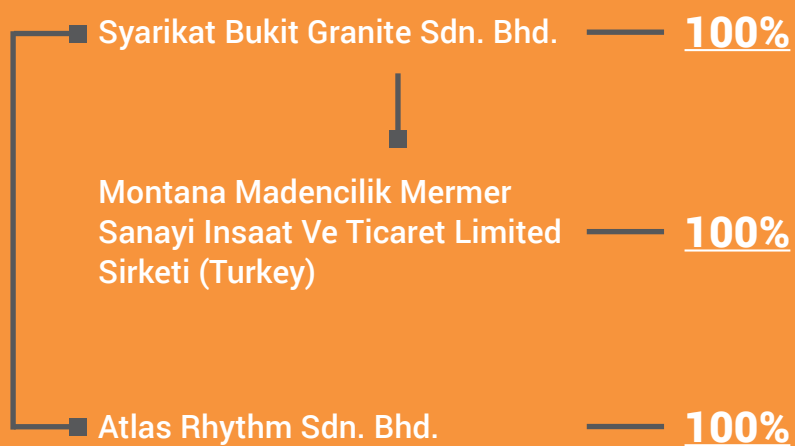 Syarikat Bukit Granite Sdn. Bhd. 100%
Montana Madencilik Mermer
Sanayi Insaat Ve Ticaret Limited 100%
Sirketi (Turkey)
Atlas Rhythm Sdn. Bhd. 100%